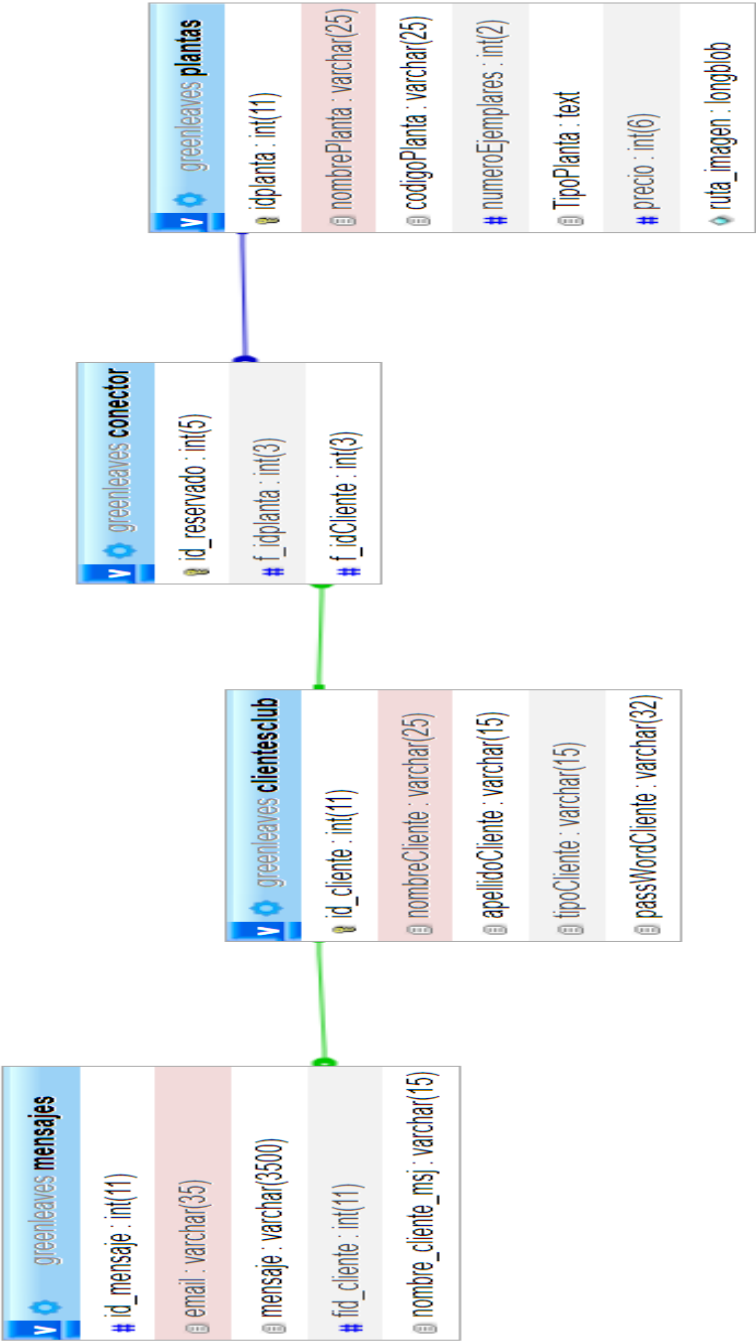 greenleaves mensajes
id_mensaje : int(11)
email : varchar(35)
mensaje : varchar(3500)
fid_cliente : int(11)
nombre_cliente_msj : varchar(15)
greenleaves clientesclub
id_cliente : int(11)
nombreCliente : varchar(25)
apellidoCliente : varchar(15)
tipoCliente : varchar(15)
passWordCliente : varchar(32)
greenleaves conector
id_reservado : int(5)
f_idplanta : int(3)
f_idCliente : int(3)
greenleaves plantas
idplanta : int(11)
nombrePlanta : varchar(25)
codigoPlanta : varchar(25)
numeroEjemplares : int(2)
TipoPlanta : text
precio : int(6)
ruta_imagen : longblob